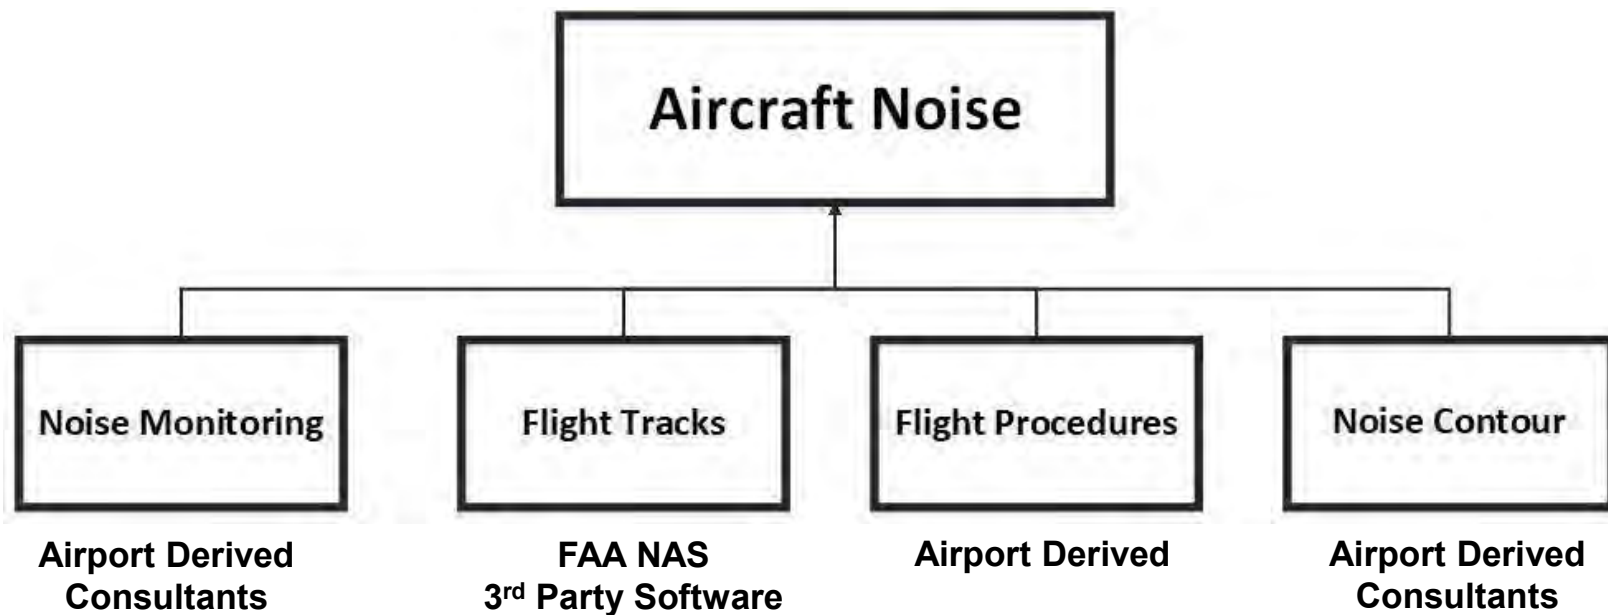 Aircraft Noise
Noise Monitoring
Flight Tracks
Flight Procedures
Noise Contour
Airport Derived
Consultants
FAA NAS
3rd Party Software
Airport Derived
Airport Derived
Consultants